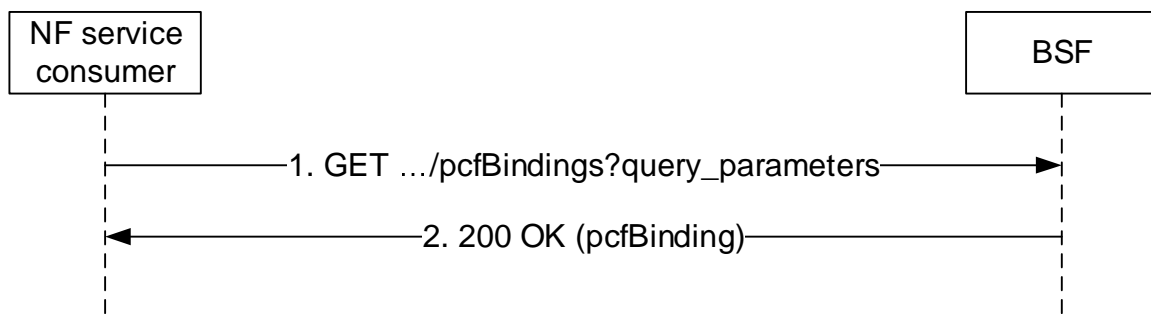 NF service
consumer
BSF
1. GET …/pcfBindings?query_parameters
2. 200 OK (pcfBinding)